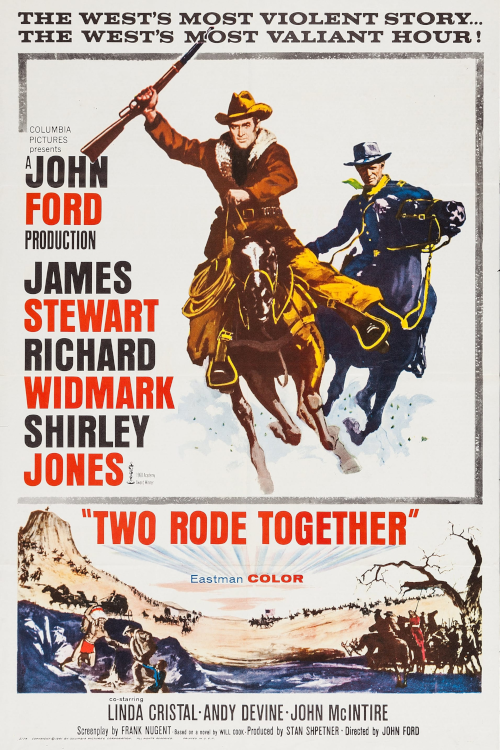 THE WEST'S MOST VIOLENT STORY...
THE WEST'S MOST VALIANT HOUR!
COLUMBIA
PICTURES
presents
A
JOHN
FORD
PRODUCTION
JAMES
STEWART
RICHARD
WIDMARK
SHIRLEY
JONES
"TWO RODE TOGETHER"
Eastman COLOR
co-starring
LINDA CRISTAL · ANDY DEVINE · JOHN McINTIRE
Screenplay by FRANK NUGENT · Based on a novel by WILL COOK · Produced by STAN SHPETNER · Directed by JOHN FORD